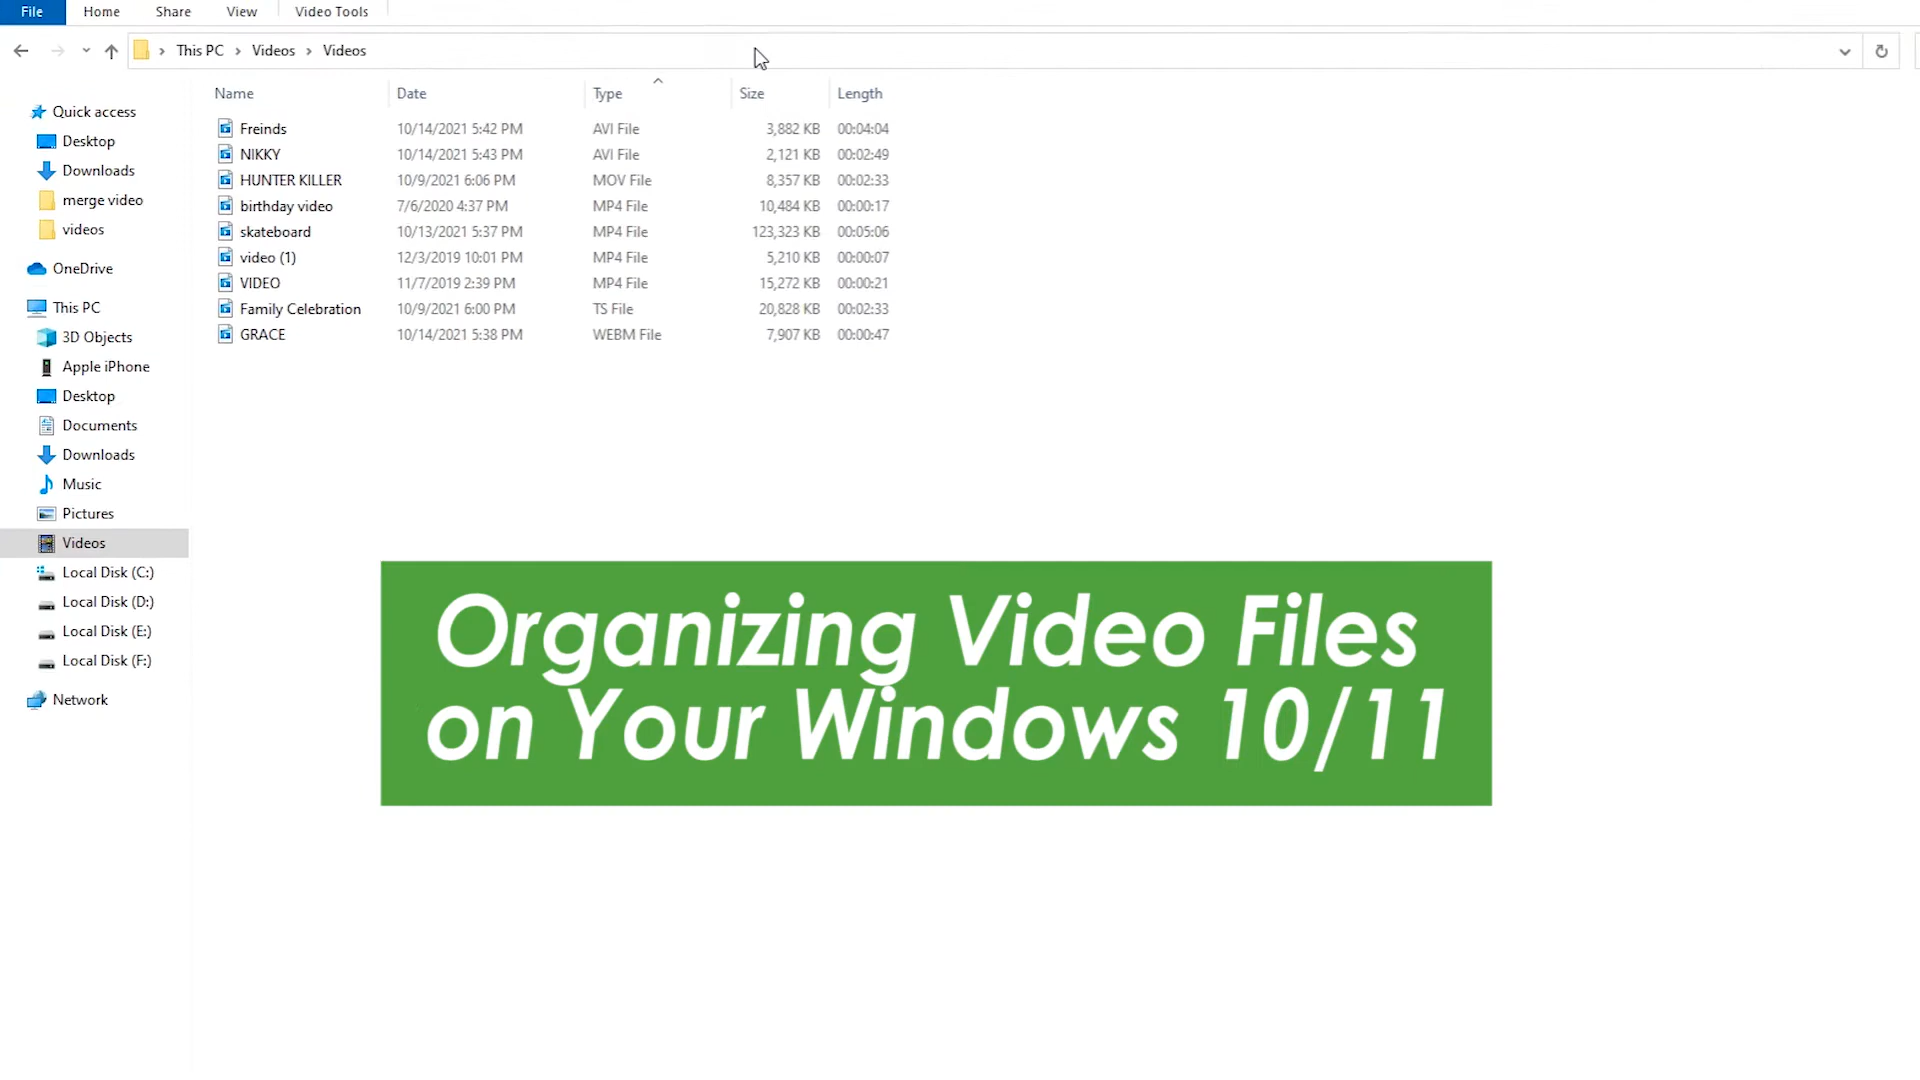 File Home Share View Video Tools
This PC > Videos > Videos
Name Date Type Size Length
Quick access
Desktop
Downloads
merge video
videos
OneDrive
This PC
3D Objects
Apple iPhone
Desktop
Documents
Downloads
Music
Pictures
Videos
Local Disk (C:)
Local Disk (D:)
Local Disk (E:)
Local Disk (F:)
Network
Freinds 10/14/2021 5:42 PM AVI File 3,882 KB 00:04:04
NIKKY 10/14/2021 5:43 PM AVI File 2,121 KB 00:02:49
HUNTER KILLER 10/9/2021 6:06 PM MOV File 8,357 KB 00:02:33
birthday video 7/6/2020 4:37 PM MP4 File 10,484 KB 00:00:17
skateboard 10/13/2021 5:37 PM MP4 File 123,323 KB 00:05:06
video (1) 12/3/2019 10:01 PM MP4 File 5,210 KB 00:00:07
VIDEO 11/7/2019 2:39 PM MP4 File 15,272 KB 00:00:21
Family Celebration 10/9/2021 6:00 PM TS File 20,828 KB 00:02:33
GRACE 10/14/2021 5:38 PM WEBM File 7,907 KB 00:00:47
Organizing Video Files
on Your Windows 10/11